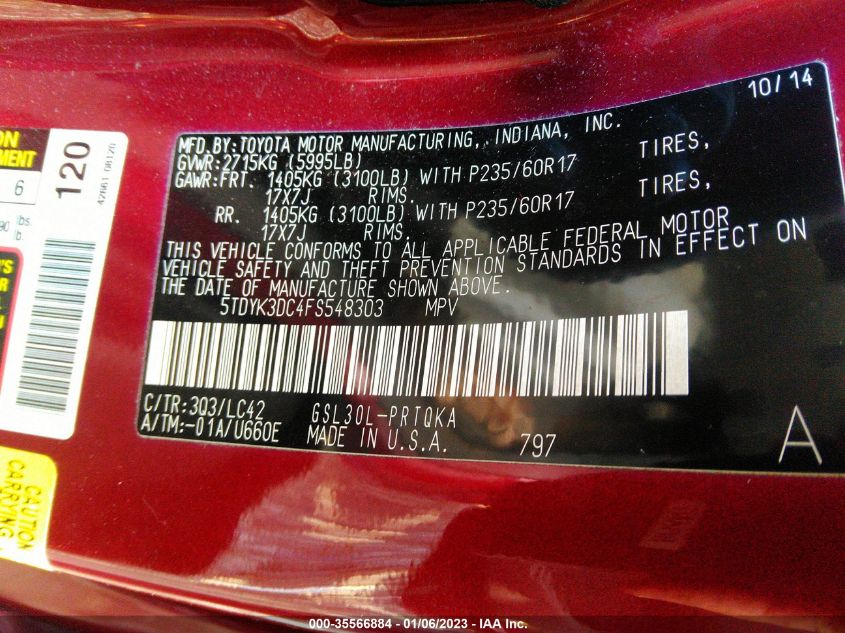 10/14
MFD.BY:TOYOTA MOTOR MANUFACTURING, INDIANA, INC.
GVWR:2715KG (5995LB)
GAWR:FRT. 1405KG (3100LB) WITH P235/60R17 TIRES,
17X7J RIMS.
RR. 1405KG (3100LB) WITH P235/60R17 TIRES,
17X7J RIMS.
THIS VEHICLE CONFORMS TO ALL APPLICABLE FEDERAL MOTOR
VEHICLE SAFETY AND THEFT PREVENTION STANDARDS IN EFFECT ON
THE DATE OF MANUFACTURE SHOWN ABOVE.
5TDYK3DC4FS548303 MPV
C/TR:3Q3/LC42 GSL30L-PRTQKA
A/TM:-01A/U660E MADE IN U.S.A. 797
A
120
42661 08120
6
lbs
CAUTION
CARRYING
000-35566884 - 01/06/2023 - IAA Inc.